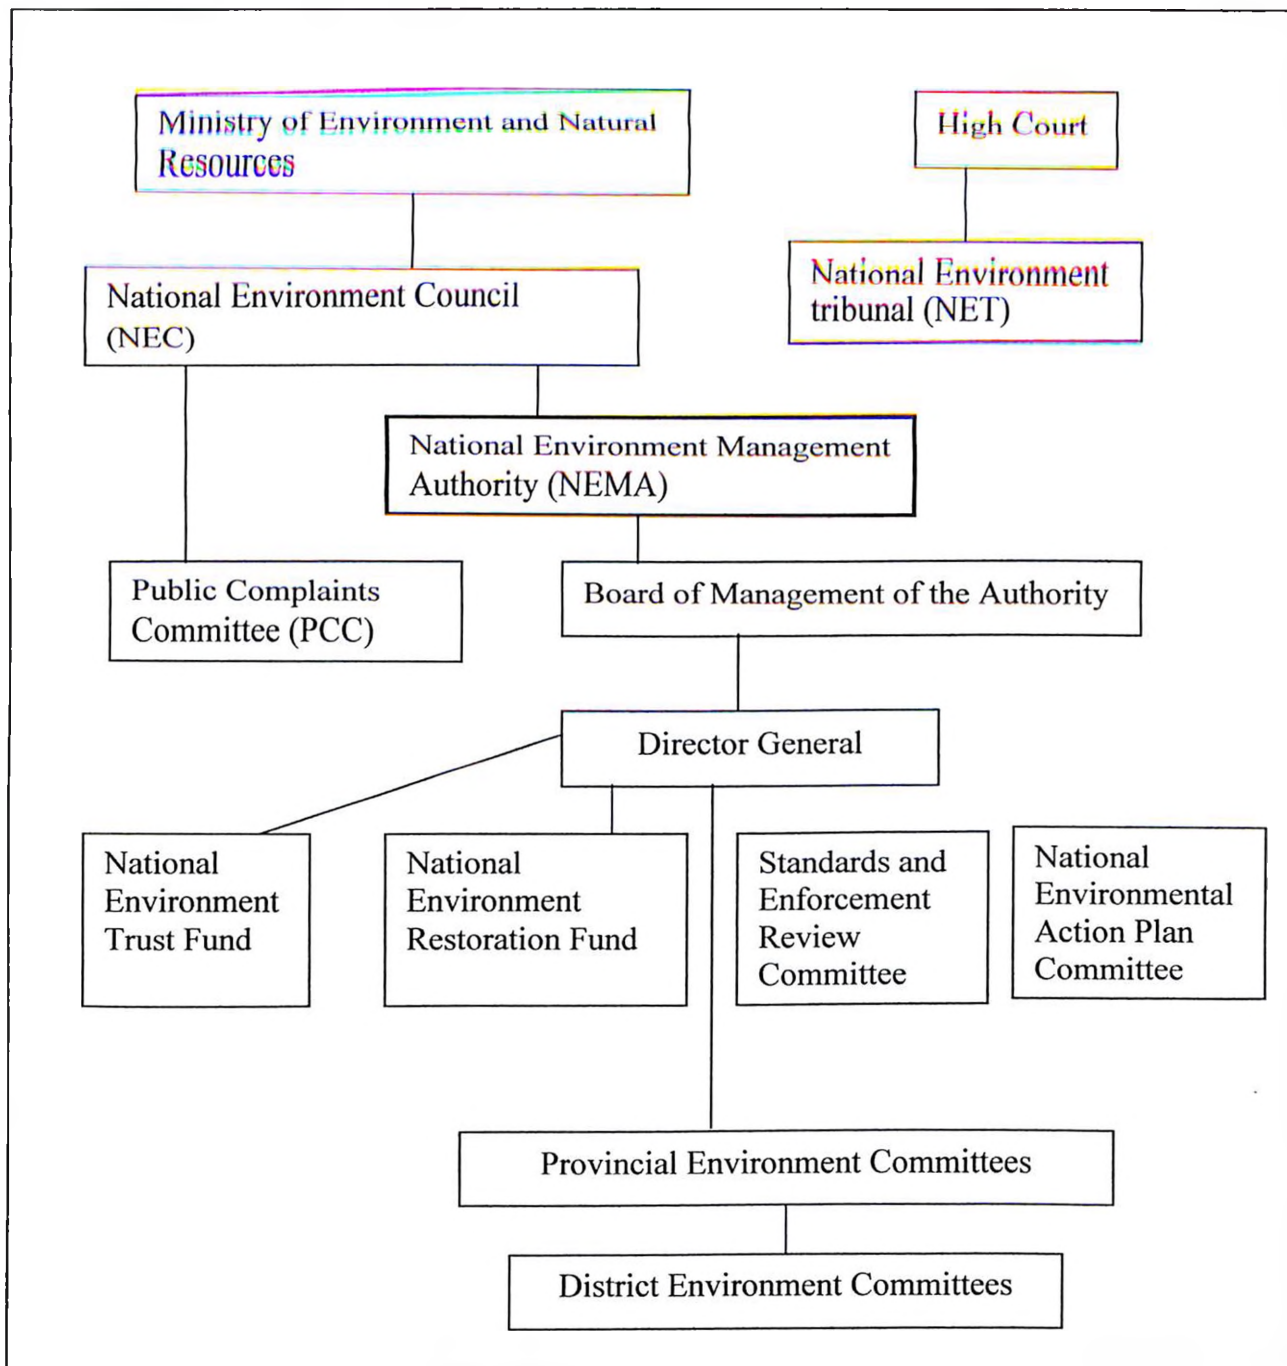 Ministry of Environment and Natural
Resources
High Court
National Environment Council
(NEC)
National Environment
tribunal (NET)
National Environment Management
Authority (NEMA)
Public Complaints
Committee (PCC)
Board of Management of the Authority
Director General
National
Environment
Trust Fund
National
Environment
Restoration Fund
Standards and
Enforcement
Review
Committee
National
Environmental
Action Plan
Committee
Provincial Environment Committees
District Environment Committees